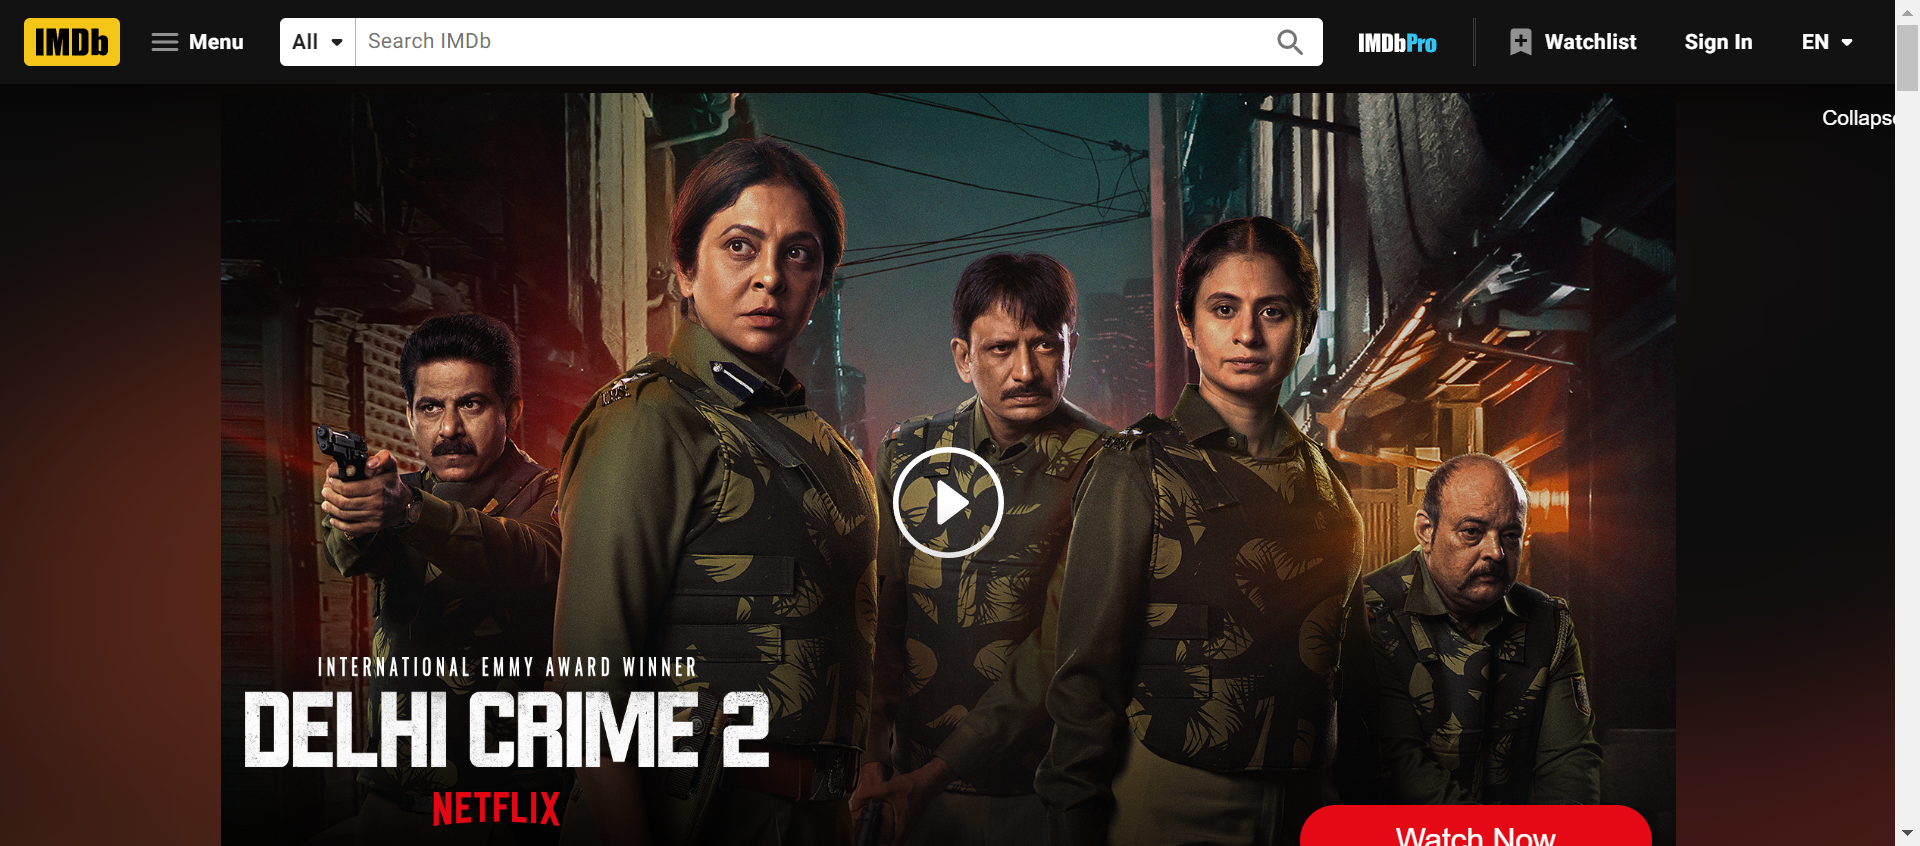 IMDb Menu All Search IMDb IMDbPro Watchlist Sign In EN
Collapse
INTERNATIONAL EMMY AWARD WINNER
DELHI CRIME 2
NETFLIX
Watch Now